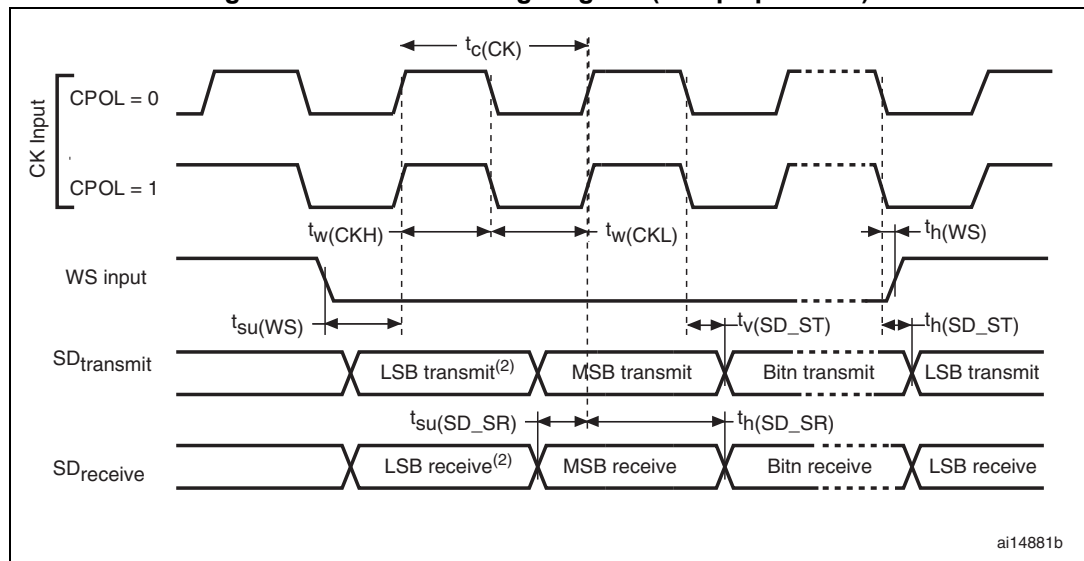 tc(CK)
CK Input
CPOL = 0
CPOL = 1
tw(CKH)
tw(CKL)
th(WS)
WS input
tsu(WS)
tv(SD_ST)
th(SD_ST)
SDtransmit
LSB transmit(2)
MSB transmit
Bitn transmit
LSB transmit
tsu(SD_SR)
th(SD_SR)
SDreceive
LSB receive(2)
MSB receive
Bitn receive
LSB receive
ai14881b